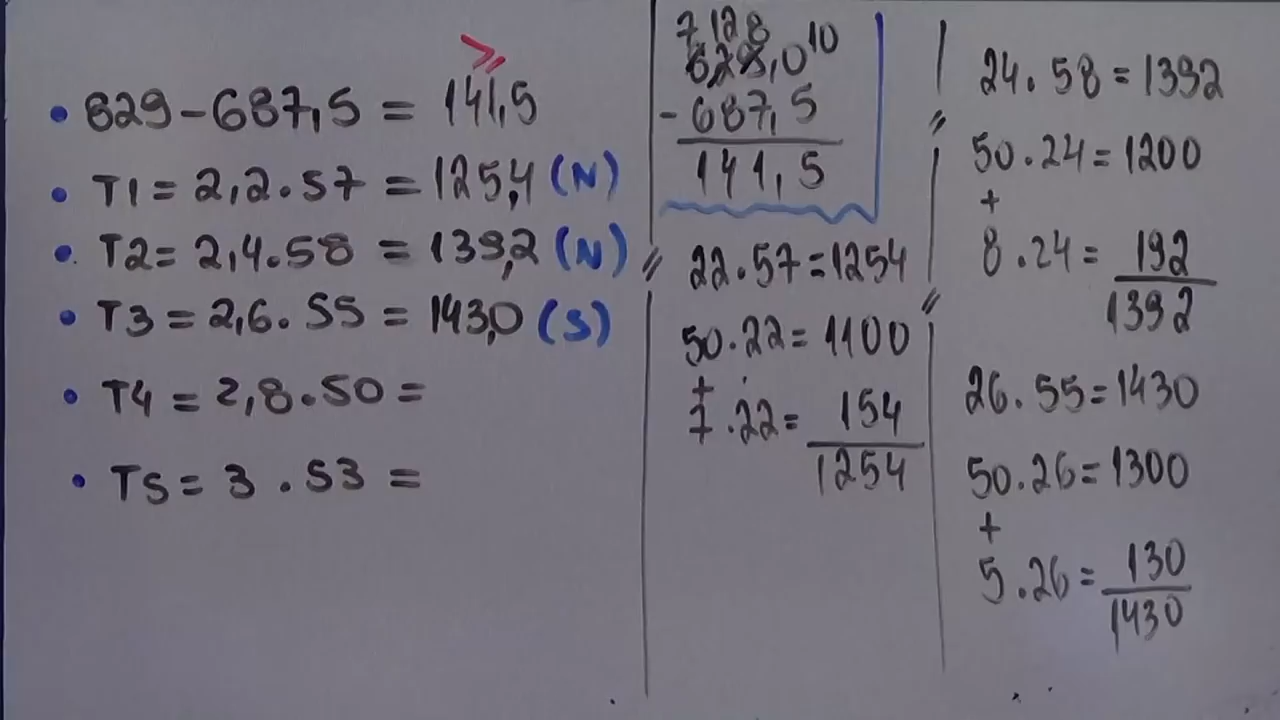 >
• 829 - 687,5 = 141,5
• T1 = 2,2 . 57 = 125,4 (N)
• T2 = 2,4 . 58 = 139,2 (N)
• T3 = 2,6 . 55 = 143,0 (S)
• T4 = 2,8 . 50 =
• T5 = 3 . 53 =
7 12 8
829,0 10
- 687,5
141,5
22 . 57 = 1254
50 . 22 = 1100
+
7 . 22 = 154
1254
24 . 58 = 1392
50 . 24 = 1200
+
8 . 24 = 192
1392
26 . 55 = 1430
50 . 26 = 1300
+
5 . 26 = 130
1430